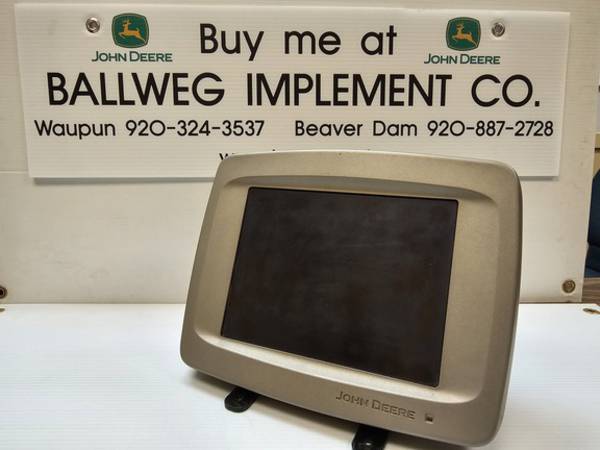 Buy me at
JOHN DEERE
JOHN DEERE
BALLWEG IMPLEMENT CO.
Waupun 920-324-3537 Beaver Dam 920-887-2728
JOHN DEERE